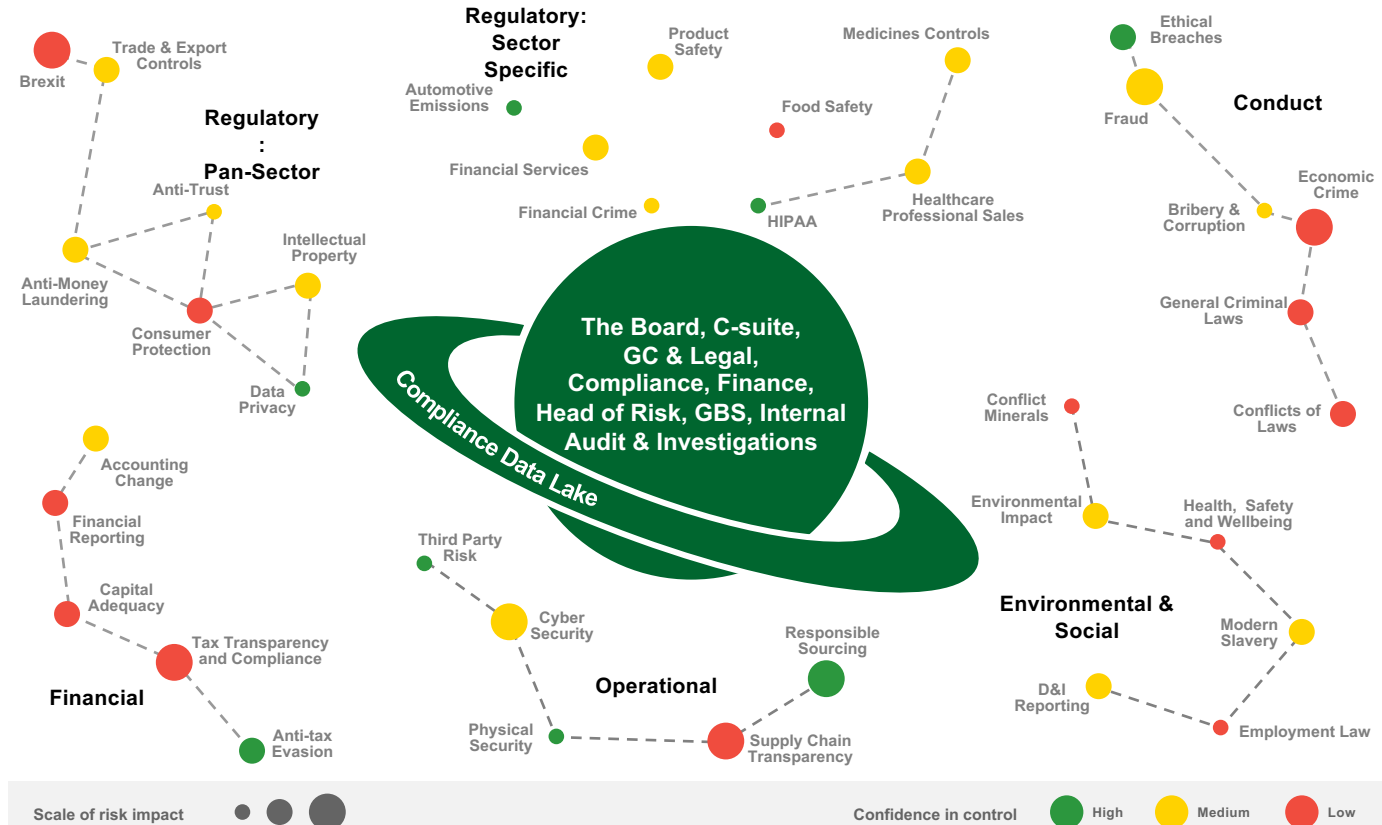 Brexit
Trade & Export
Controls
Regulatory
:
Pan-Sector
Anti-Trust
Intellectual
Property
Anti-Money
Laundering
Consumer
Protection
Data
Privacy
Regulatory:
Sector
Specific
Automotive
Emissions
Product
Safety
Medicines Controls
Food Safety
Financial Services
Financial Crime
HIPAA
Healthcare
Professional Sales
Ethical
Breaches
Fraud
Conduct
Economic
Crime
Bribery &
Corruption
General Criminal
Laws
Conflicts of
Laws
The Board, C-suite,
GC & Legal,
Compliance, Finance,
Head of Risk, GBS, Internal
Audit & Investigations
Compliance Data Lake
Accounting
Change
Financial
Reporting
Capital
Adequacy
Tax Transparency
and Compliance
Financial
Anti-tax
Evasion
Third Party
Risk
Cyber
Security
Responsible
Sourcing
Operational
Physical
Security
Supply Chain
Transparency
Conflict
Minerals
Environmental
Impact
Health, Safety
and Wellbeing
Environmental &
Social
Modern
Slavery
D&I
Reporting
Employment Law
Scale of risk impact
Confidence in control
High
Medium
Low